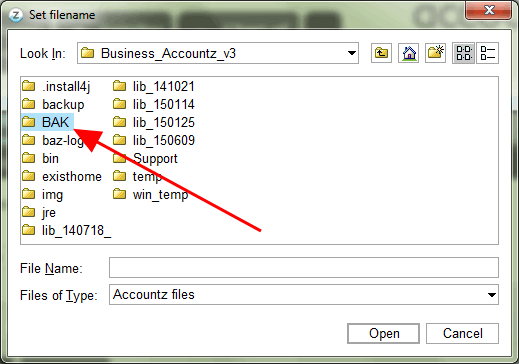 Set filename
Look In: Business_Accountz_v3
.install4j lib_141021
backup lib_150114
BAK lib_150125
baz-log lib_150609
bin Support
existhome temp
img win_temp
jre
lib_140718_
File Name:
Files of Type: Accountz files
Open Cancel